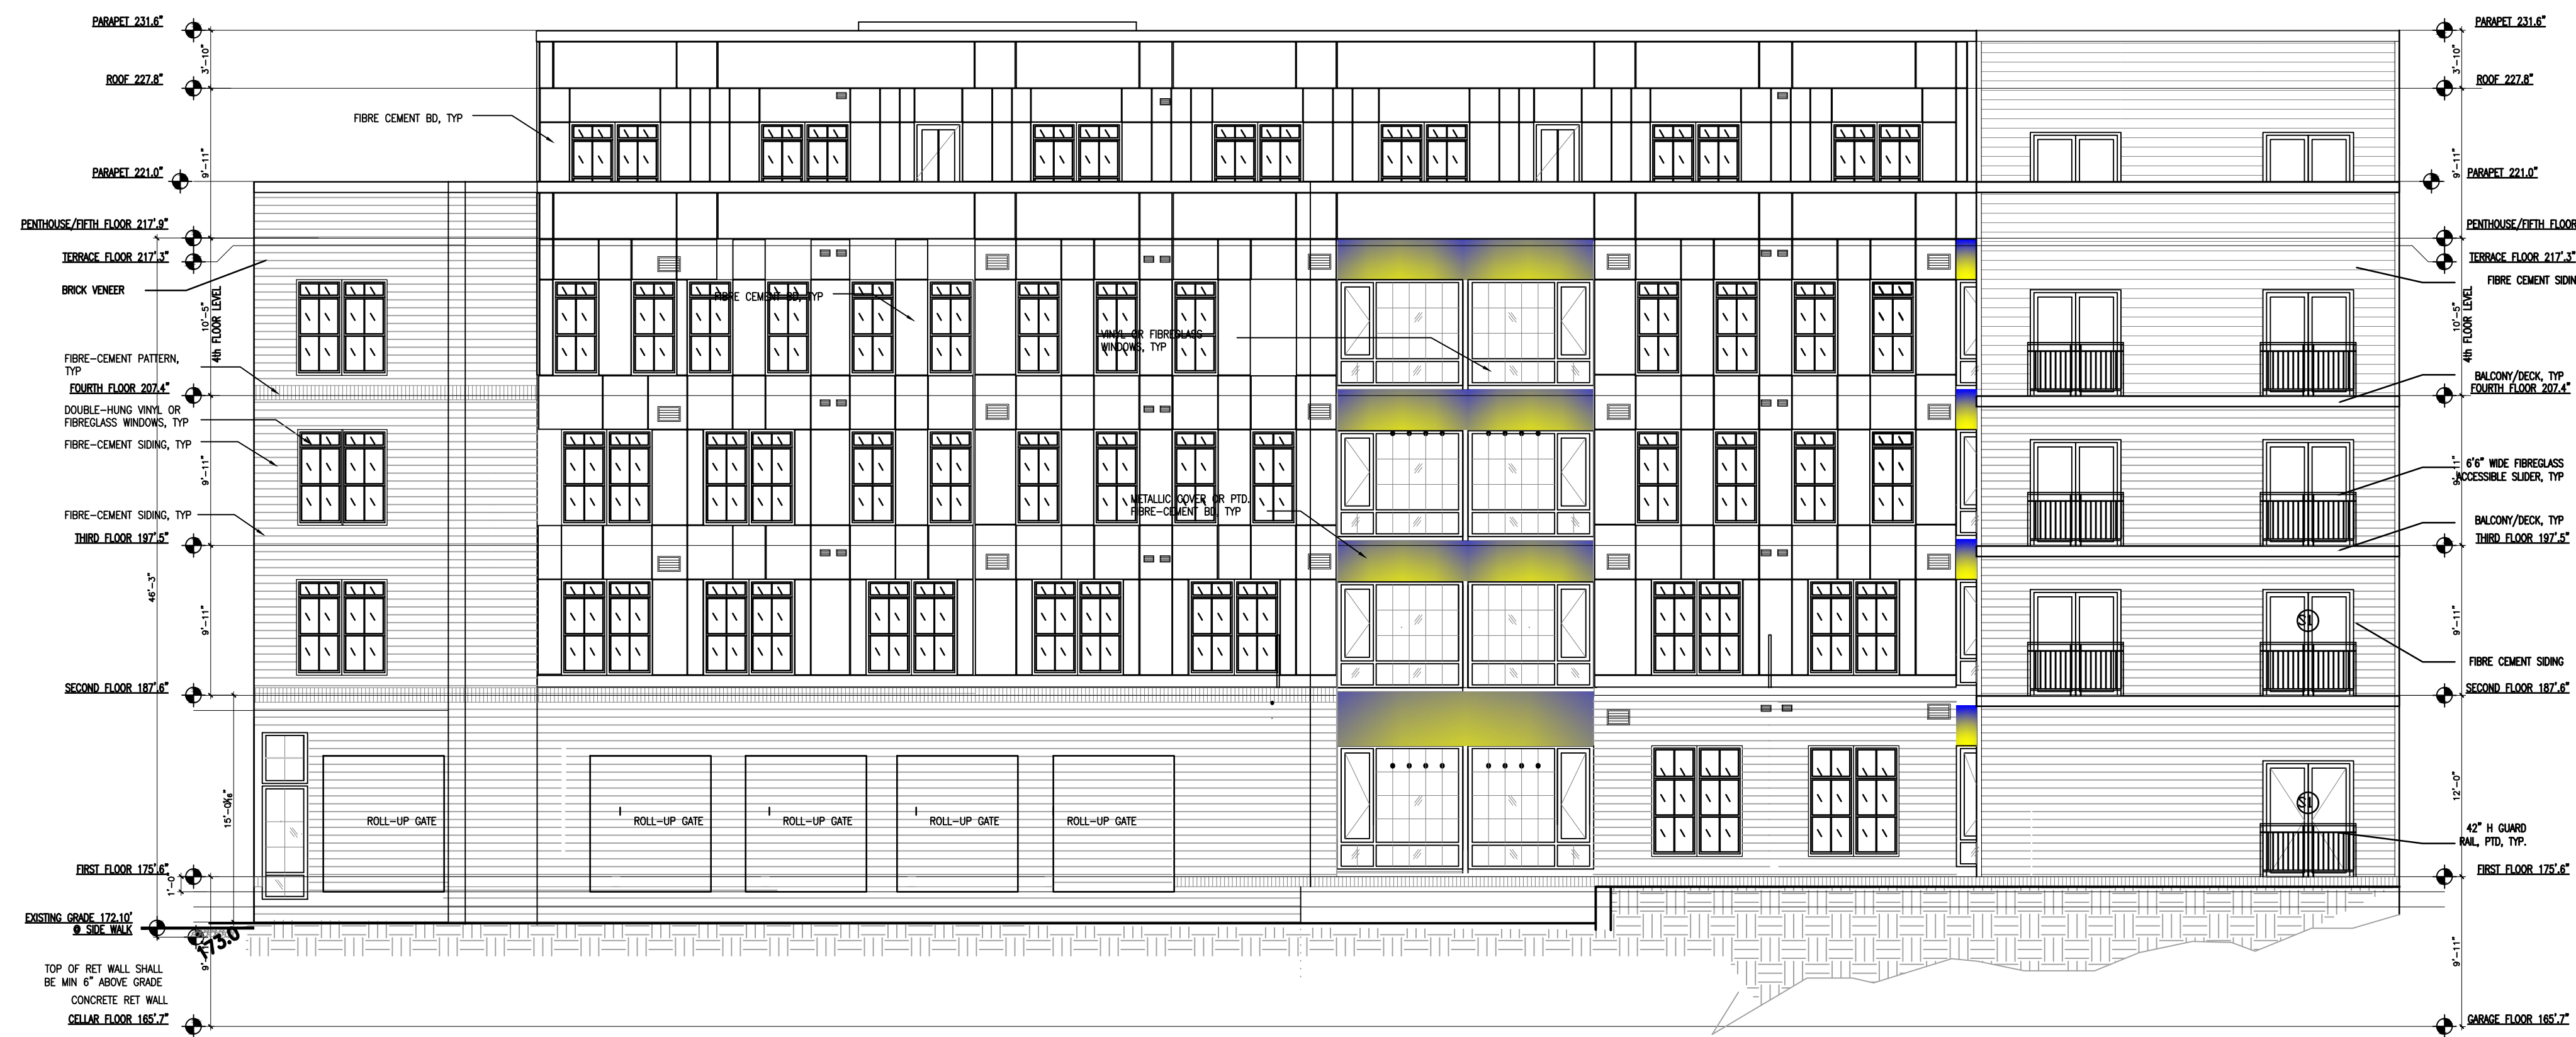 PARAPET 231.6"
3'-10"
ROOF 227.8"
FIBRE CEMENT BD, TYP
9'-11"
PARAPET 221.0"
PENTHOUSE/FIFTH FLOOR 217'.9"
TERRACE FLOOR 217'.3"
BRICK VENEER
10'-5"
4th FLOOR LEVEL
FIBRE-CEMENT PATTERN,
TYP
FOURTH FLOOR 207.4"
DOUBLE-HUNG VINYL OR
FIBREGLASS WINDOWS, TYP
FIBRE-CEMENT SIDING, TYP
9'-11"
FIBRE-CEMENT SIDING, TYP
THIRD FLOOR 197'.5"
46'-3"
9'-11"
SECOND FLOOR 187'.6"
FIRST FLOOR 175'.6"
1'-0"
EXISTING GRADE 172.10'
@ SIDE WALK
173.0
TOP OF RET WALL SHALL
BE MIN 6" ABOVE GRADE
CONCRETE RET WALL
CELLAR FLOOR 165'.7"
FIBRE CEMENT BD, TYP
VINYL OR FIBREGLASS
WINDOWS, TYP
METALLIC COVER OR PTD.
FIBRE-CEMENT BD. TYP
ROLL-UP GATE
ROLL-UP GATE
ROLL-UP GATE
ROLL-UP GATE
ROLL-UP GATE
S1
S1
PARAPET 231.6"
3'-10"
ROOF 227.8"
9'-11"
PARAPET 221.0"
PENTHOUSE/FIFTH FLOOR
TERRACE FLOOR 217'.3"
FIBRE CEMENT SIDIN
10'-5"
4th FLOOR LEVEL
BALCONY/DECK, TYP
FOURTH FLOOR 207.4"
6'6" WIDE FIBREGLASS
ACCESSIBLE SLIDER, TYP
BALCONY/DECK, TYP
THIRD FLOOR 197'.5"
9'-11"
FIBRE CEMENT SIDING
SECOND FLOOR 187'.6"
12'-0"
42" H GUARD
RAIL, PTD, TYP.
FIRST FLOOR 175'.6"
9'-11"
GARAGE FLOOR 165'.7"